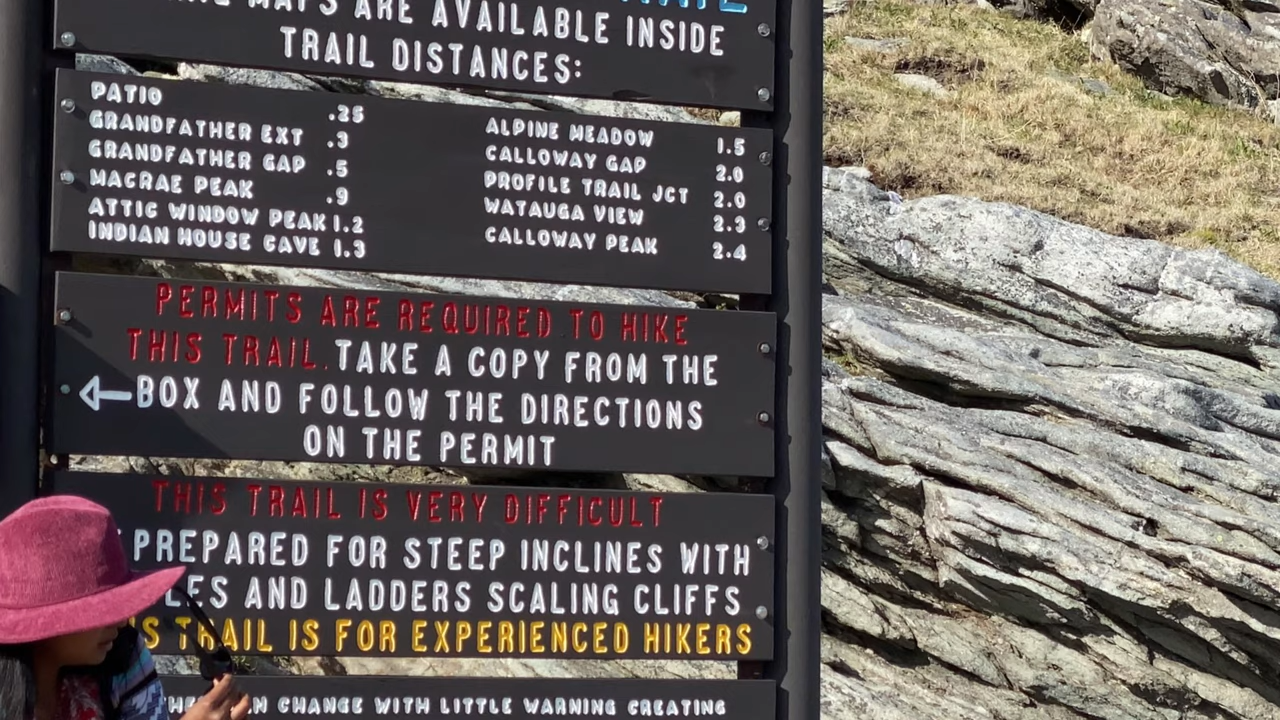 MAPS ARE AVAILABLE INSIDE
TRAIL DISTANCES:
PATIO .25
GRANDFATHER EXT .3
GRANDFATHER GAP .5
MACRAE PEAK .9
ATTIC WINDOW PEAK 1.2
INDIAN HOUSE CAVE 1.3
ALPINE MEADOW 1.5
CALLOWAY GAP 2.0
PROFILE TRAIL JCT 2.0
WATAUGA VIEW 2.3
CALLOWAY PEAK 2.4
PERMITS ARE REQUIRED TO HIKE
THIS TRAIL. TAKE A COPY FROM THE
BOX AND FOLLOW THE DIRECTIONS
ON THE PERMIT
THIS TRAIL IS VERY DIFFICULT
PREPARED FOR STEEP INCLINES WITH
AND LADDERS SCALING CLIFFS
TRAIL IS FOR EXPERIENCED HIKERS
CHANGE WITH LITTLE WARNING CREATING